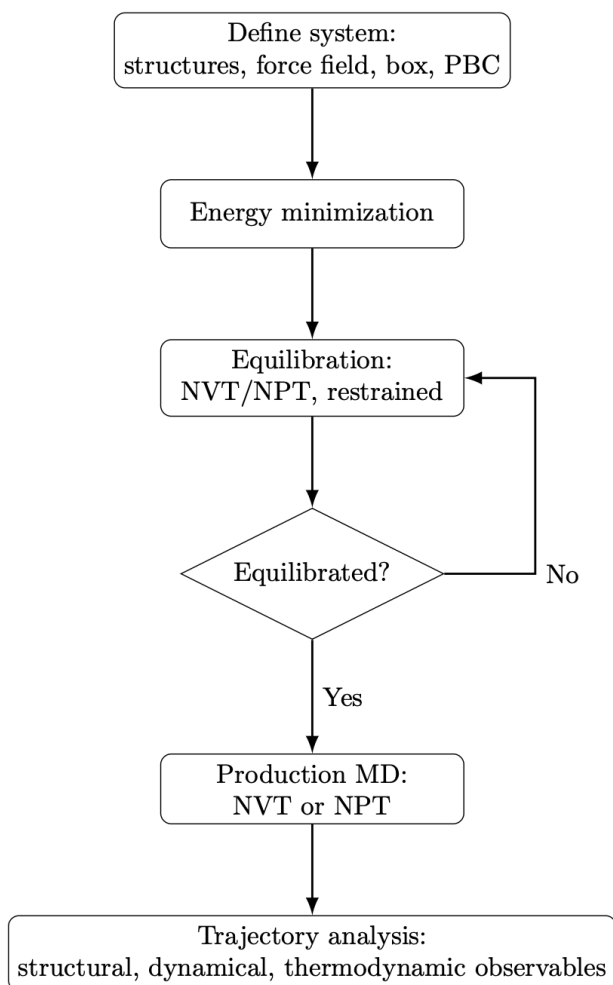 Define system:
structures, force field, box, PBC
Energy minimization
Equilibration:
NVT/NPT, restrained
Equilibrated?
No
Yes
Production MD:
NVT or NPT
Trajectory analysis:
structural, dynamical, thermodynamic observables